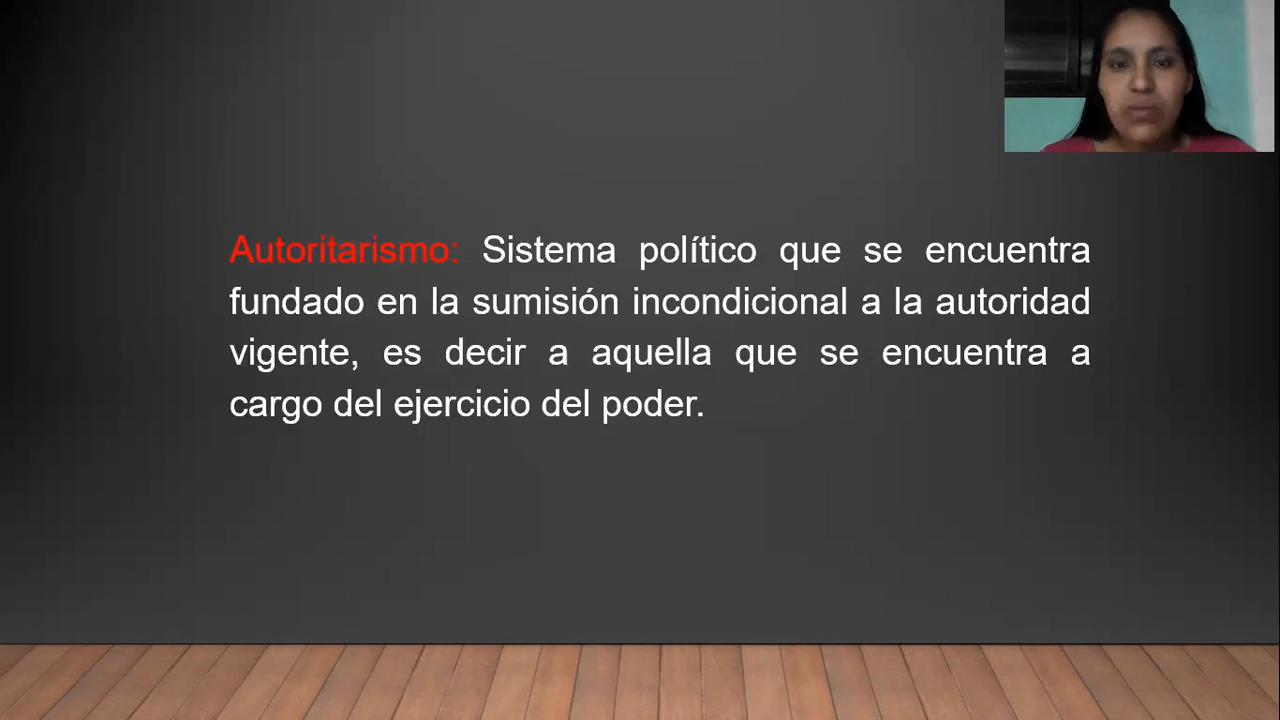 Autoritarismo: Sistema político que se encuentra
fundado en la sumisión incondicional a la autoridad
vigente, es decir a aquella que se encuentra a
cargo del ejercicio del poder.